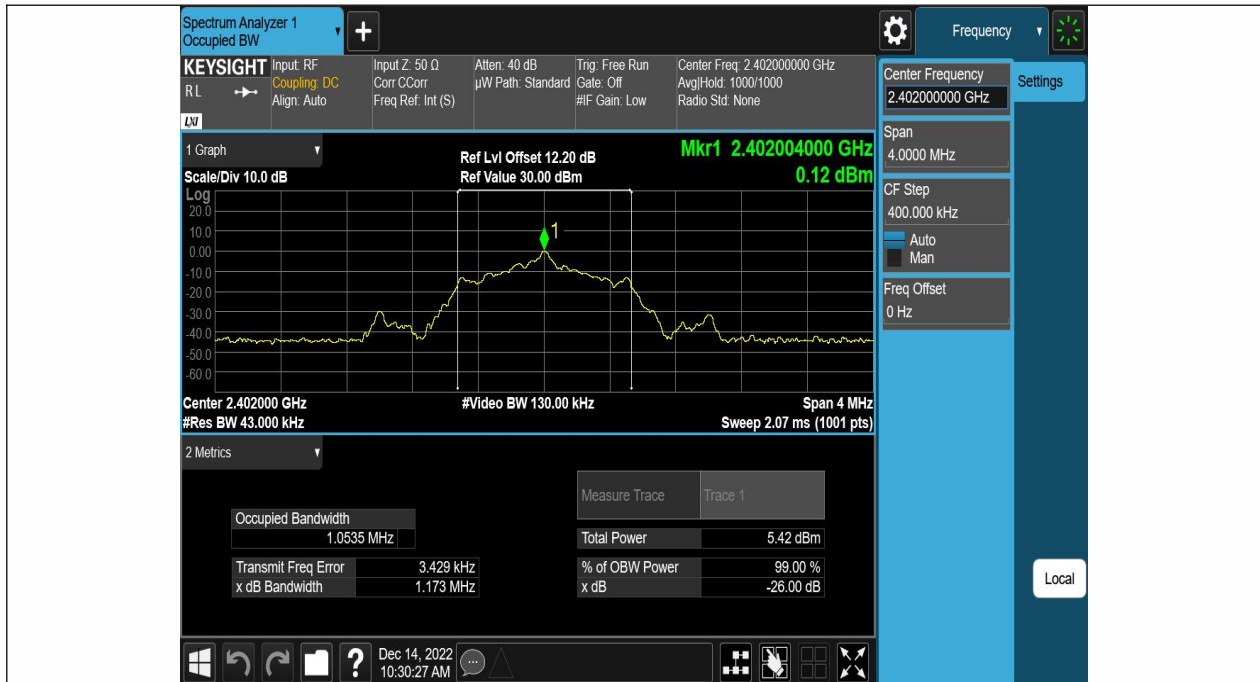 Spectrum Analyzer 1
Occupied BW
+
Frequency
KEYSIGHT
RL
LXI
Input: RF
Coupling: DC
Align: Auto
Input Z: 50 Ω
Corr CCorr
Freq Ref: Int (S)
Atten: 40 dB
µW Path: Standard
Trig: Free Run
Gate: Off
#IF Gain: Low
Center Freq: 2.402000000 GHz
Avg|Hold: 1000/1000
Radio Std: None
1 Graph
Scale/Div 10.0 dB
Ref Lvl Offset 12.20 dB
Ref Value 30.00 dBm
Mkr1 2.402004000 GHz
0.12 dBm
Log
20.0
10.0
0.00
-10.0
-20.0
-30.0
-40.0
-50.0
-60.0
1
Center 2.402000 GHz
#Video BW 130.00 kHz
Span 4 MHz
#Res BW 43.000 kHz
Sweep 2.07 ms (1001 pts)
2 Metrics
Measure Trace Trace 1
Occupied Bandwidth
1.0535 MHz
Total Power 5.42 dBm
Transmit Freq Error 3.429 kHz
% of OBW Power 99.00 %
x dB Bandwidth 1.173 MHz
x dB -26.00 dB
Center Frequency
2.402000000 GHz
Settings
Span
4.0000 MHz
CF Step
400.000 kHz
Auto
Man
Freq Offset
0 Hz
Local
?
Dec 14, 2022
10:30:27 AM